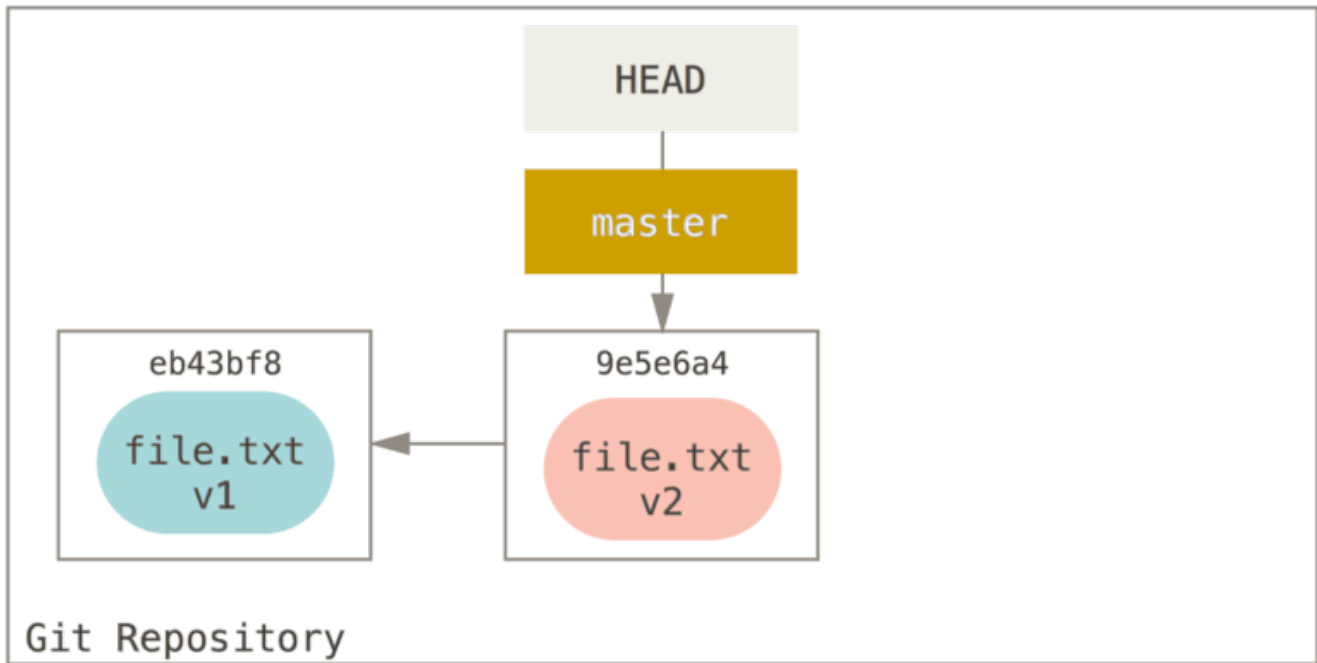 HEAD
master
eb43bf8
file.txt
v1
9e5e6a4
file.txt
v2
Git Repository